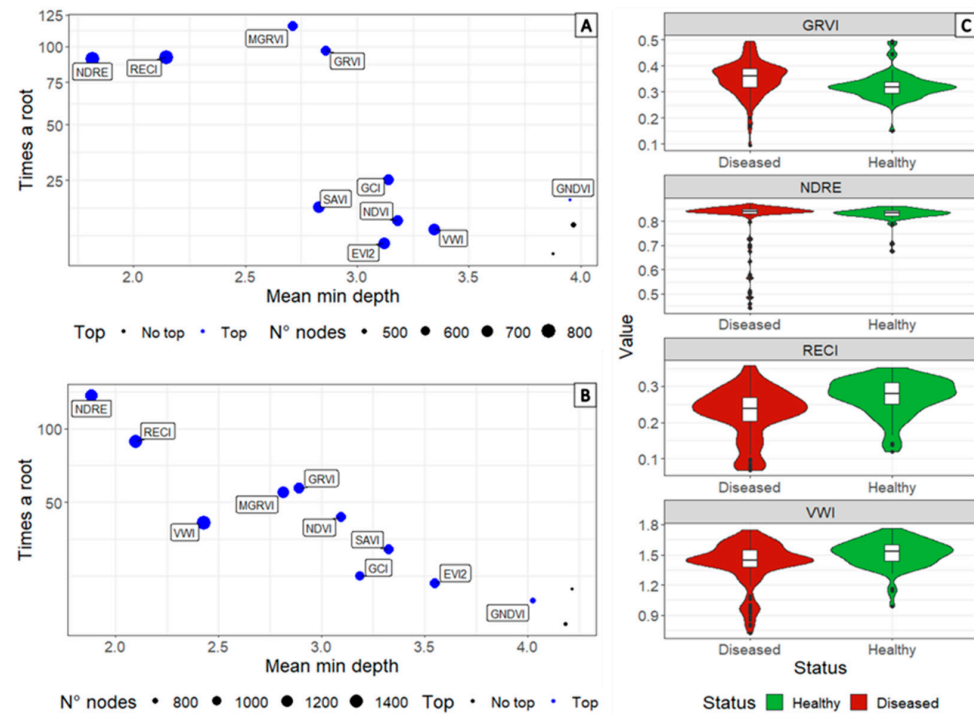 A
125
100
75
50
25
Times a root
MGRVI
GRVI
NDRE
RECI
GCI
SAVI
NDVI
VWI
EVI2
GNDVI
2.0 2.5 3.0 3.5 4.0
Mean min depth
Top No top Top N° nodes 500 600 700 800
B
100
50
Times a root
NDRE
RECI
GRVI
MGRVI
VWI
NDVI
SAVI
GCI
EVI2
GNDVI
2.0 2.5 3.0 3.5 4.0
Mean min depth
N° nodes 800 1000 1200 1400 Top No top Top
C
Value
GRVI
0.5
0.4
0.3
0.2
0.1
Diseased Healthy
NDRE
0.8
0.7
0.6
0.5
Diseased Healthy
RECI
0.3
0.2
0.1
Diseased Healthy
VWI
1.8
1.5
1.2
0.9
Diseased Healthy
Status
Status Healthy Diseased